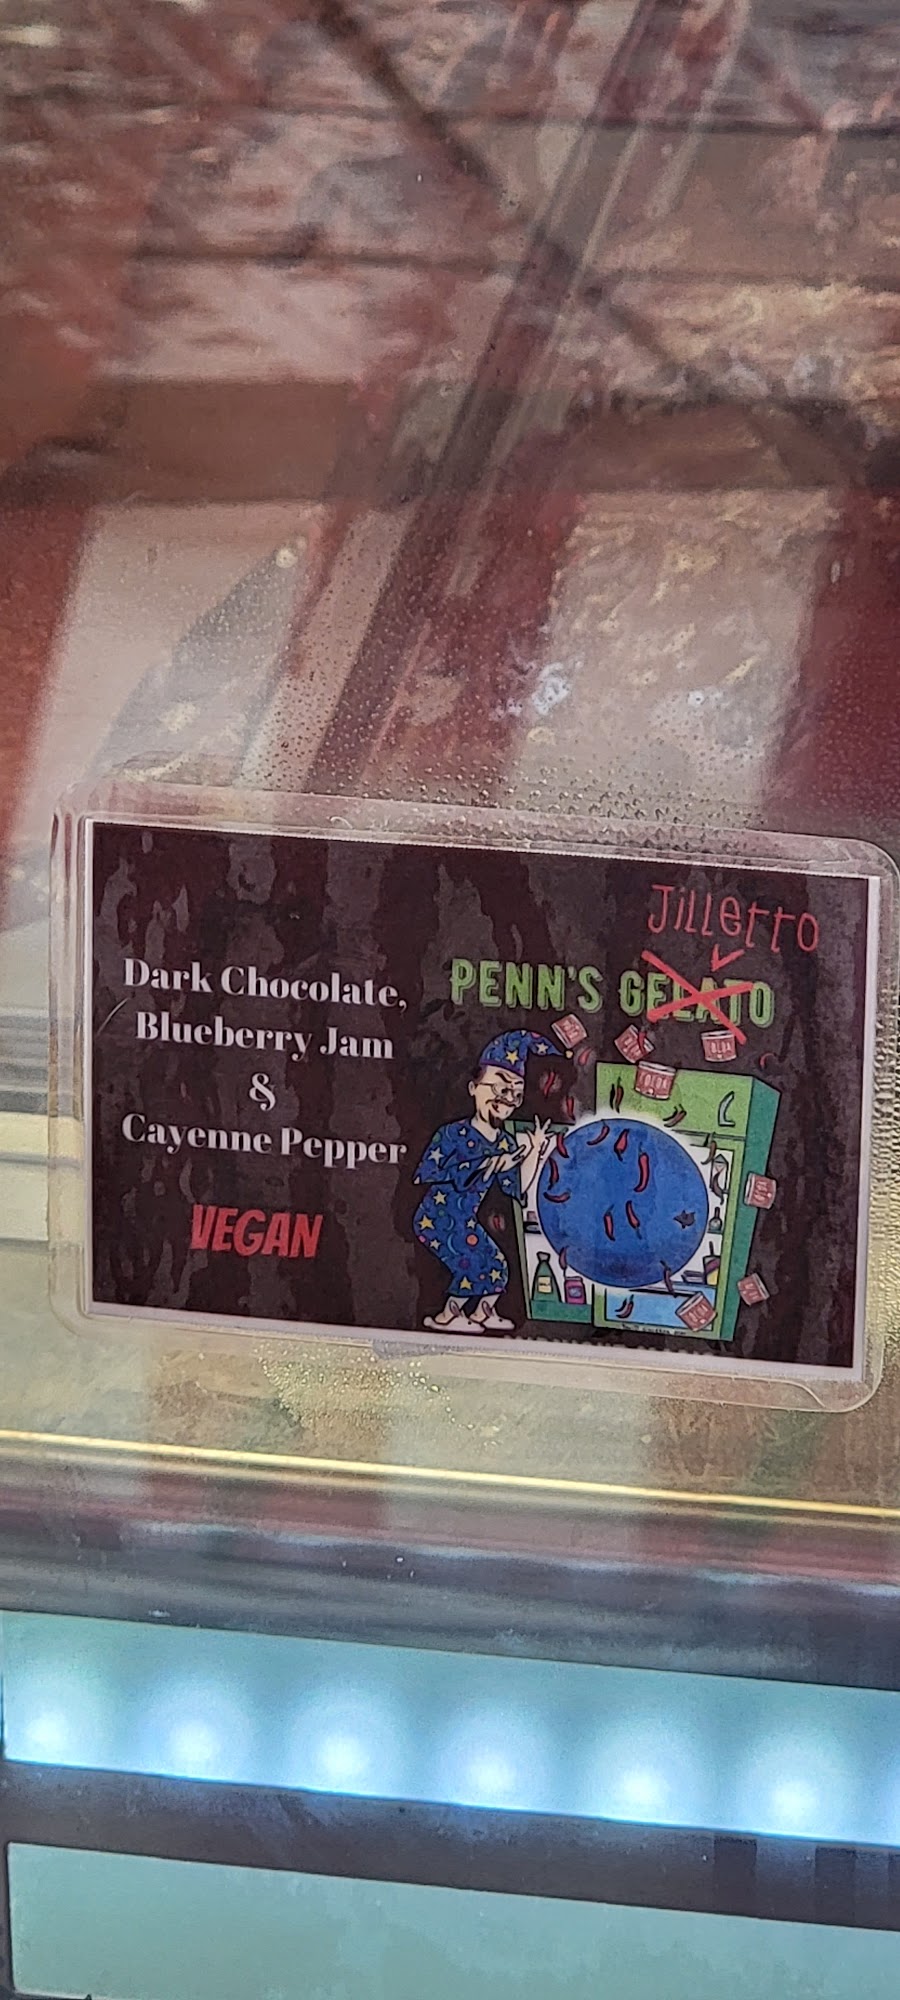 Dark Chocolate,
Blueberry Jam
&
Cayenne Pepper
VEGAN
Jilletto
PENN'S GELATO